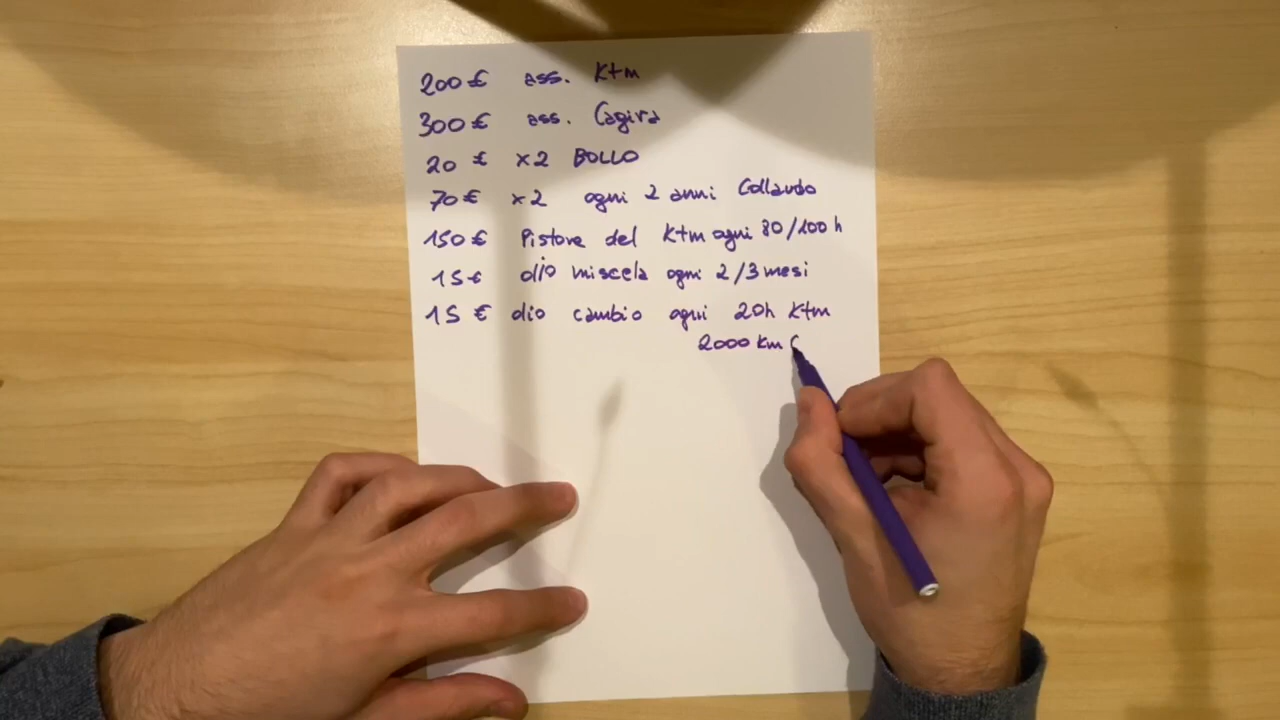 200€ ass. Ktm
300€ ass. Cagiva
20 € x2 BOLLO
70€ x2 ogni 2 anni Collaudo
150€ Pistone del Ktm ogni 80/100 h
15€ olio miscela ogni 2/3 mesi
15 € olio cambio ogni 20h Ktm
2000 km C